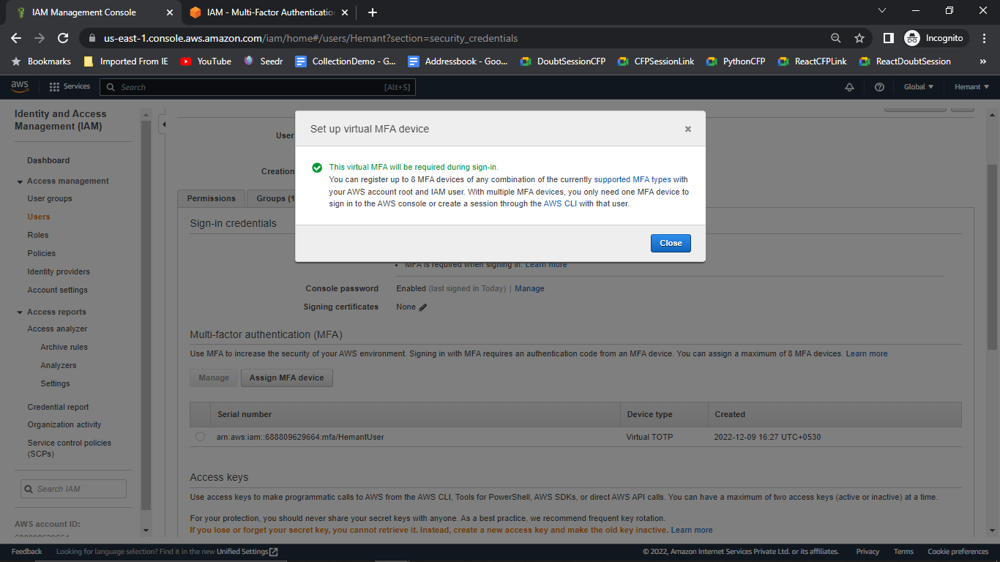 IAM Management Console
IAM - Multi-Factor Authentication
us-east-1.console.aws.amazon.com/iam/home#/users/Hemant?section=security_credentials
Incognito
Bookmarks
Imported From IE
YouTube
Seedr
CollectionDemo - G...
Addressbook - Goo...
DoubtSessionCFP
CFPSessionLink
PythonCFP
ReactCFPLink
ReactDoubtSession
»
aws
Services
Search
[Alt+S]
Global
Hemant
Identity and Access
Management (IAM)
Dashboard
Access management
User groups
Users
Roles
Policies
Identity providers
Account settings
Access reports
Access analyzer
Archive rules
Analyzers
Settings
Credential report
Organization activity
Service control policies
(SCPs)
Search IAM
AWS account ID:
688809629664
User
Creation
Permissions
Groups (1
Sign-in credentials
Set up virtual MFA device
This virtual MFA will be required during sign-in.
You can register up to 8 MFA devices of any combination of the currently supported MFA types with
your AWS account root and IAM user. With multiple MFA devices, you only need one MFA device to
sign in to the AWS console or create a session through the AWS CLI with that user.
Close
• MFA is required when signing in. Learn more
Console password
Enabled (last signed in Today) | Manage
Signing certificates
None
Multi-factor authentication (MFA)
Use MFA to increase the security of your AWS environment. Signing in with MFA requires an authentication code from an MFA device. You can assign a maximum of 8 MFA devices. Learn more
Manage
Assign MFA device
Serial number
Device type
Created
arn:aws:iam::688809629664:mfa/HemantUser
Virtual TOTP
2022-12-09 16:27 UTC+0530
Access keys
Use access keys to make programmatic calls to AWS from the AWS CLI, Tools for PowerShell, AWS SDKs, or direct AWS API calls. You can have a maximum of two access keys (active or inactive) at a time.
For your protection, you should never share your secret keys with anyone. As a best practice, we recommend frequent key rotation.
If you lose or forget your secret key, you cannot retrieve it. Instead, create a new access key and make the old key inactive. Learn more
Feedback
Looking for language selection? Find it in the new Unified Settings
© 2022, Amazon Internet Services Private Ltd. or its affiliates.
Privacy
Terms
Cookie preferences